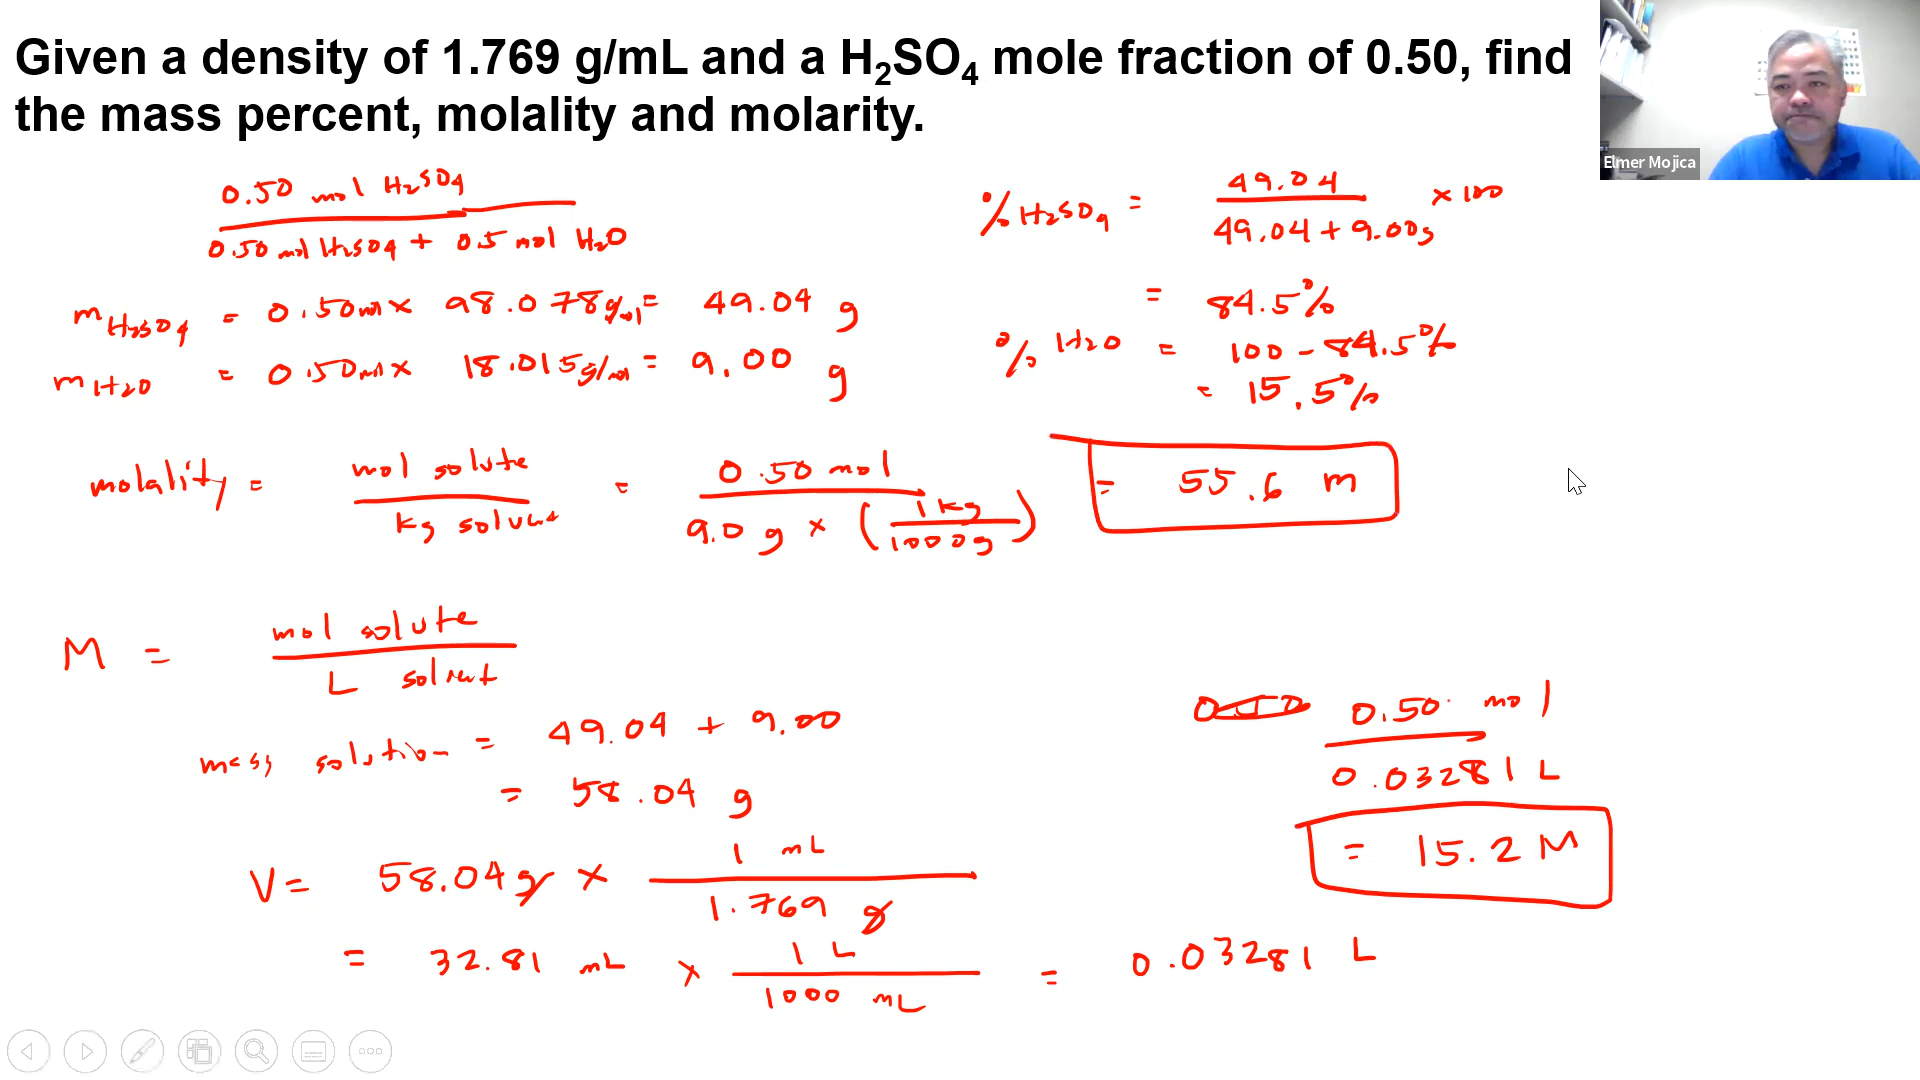 Given a density of 1.769 g/mL and a H₂SO₄ mole fraction of 0.50, find
the mass percent, molality and molarity.
Elmer Mojica
0.50 mol H₂SO₄
0.50 mol H₂SO₄ + 0.5 mol H₂O
m H₂SO₄ = 0.50 mol x 98.078 g/mol = 49.04 g
m H₂O = 0.50 mol x 18.015 g/mol = 9.00 g
% H₂SO₄ = 49.04 / 49.04 + 9.00g x 100
= 84.5%
% H₂O = 100 - 84.5%
= 15.5%
molality = mol solute / kg solvent = 0.50 mol / 9.0 g x (1 kg / 1000g) = 55.6 m
M = mol solute / L solvent
mass solution = 49.04 + 9.00
= 58.04 g
V = 58.04 g x 1 mL / 1.769 g
= 32.81 mL x 1 L / 1000 mL = 0.03281 L
0.50 mol
0.03281 L
= 15.2 M